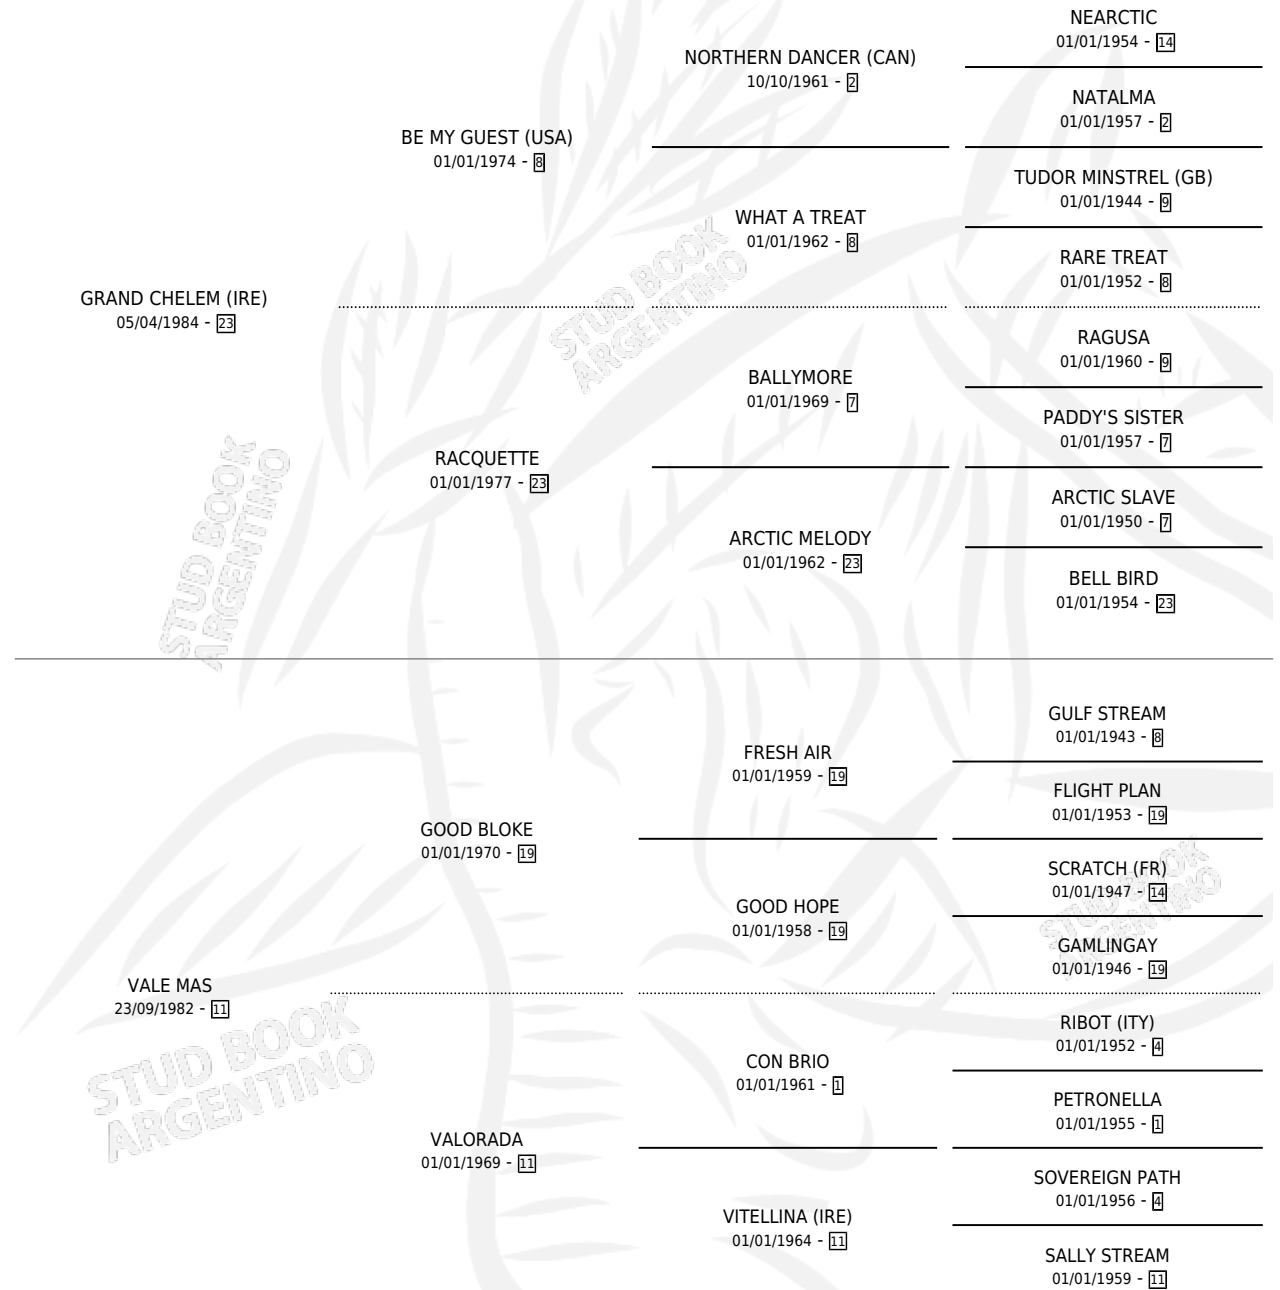 NEARCTIC
01/01/1954 - 14
NORTHERN DANCER (CAN)
10/10/1961 - 2
NATALMA
01/01/1957 - 2
BE MY GUEST (USA)
01/01/1974 - 8
TUDOR MINSTREL (GB)
01/01/1944 - 9
WHAT A TREAT
01/01/1962 - 8
RARE TREAT
01/01/1952 - 8
GRAND CHELEM (IRE)
05/04/1984 - 23
STUD BOOK
ARGENTINO
RAGUSA
01/01/1960 - 9
BALLYMORE
01/01/1969 - 7
PADDY'S SISTER
01/01/1957 - 7
RACQUETTE
01/01/1977 - 23
ARCTIC SLAVE
01/01/1950 - 7
ARCTIC MELODY
01/01/1962 - 23
BELL BIRD
01/01/1954 - 23
STUD BOOK
ARGENTINO
GULF STREAM
01/01/1943 - 8
FRESH AIR
01/01/1959 - 19
FLIGHT PLAN
01/01/1953 - 19
GOOD BLOKE
01/01/1970 - 19
SCRATCH (FR)
01/01/1947 - 14
GOOD HOPE
01/01/1958 - 19
STUD BOOK
ARGENTINO
GAMLINGAY
01/01/1946 - 19
VALE MAS
23/09/1982 - 11
RIBOT (ITY)
01/01/1952 - 4
CON BRIO
01/01/1961 - 1
STUD BOOK
ARGENTINO
PETRONELLA
01/01/1955 - 1
VALORADA
01/01/1969 - 11
SOVEREIGN PATH
01/01/1956 - 4
VITELLINA (IRE)
01/01/1964 - 11
SALLY STREAM
01/01/1959 - 11